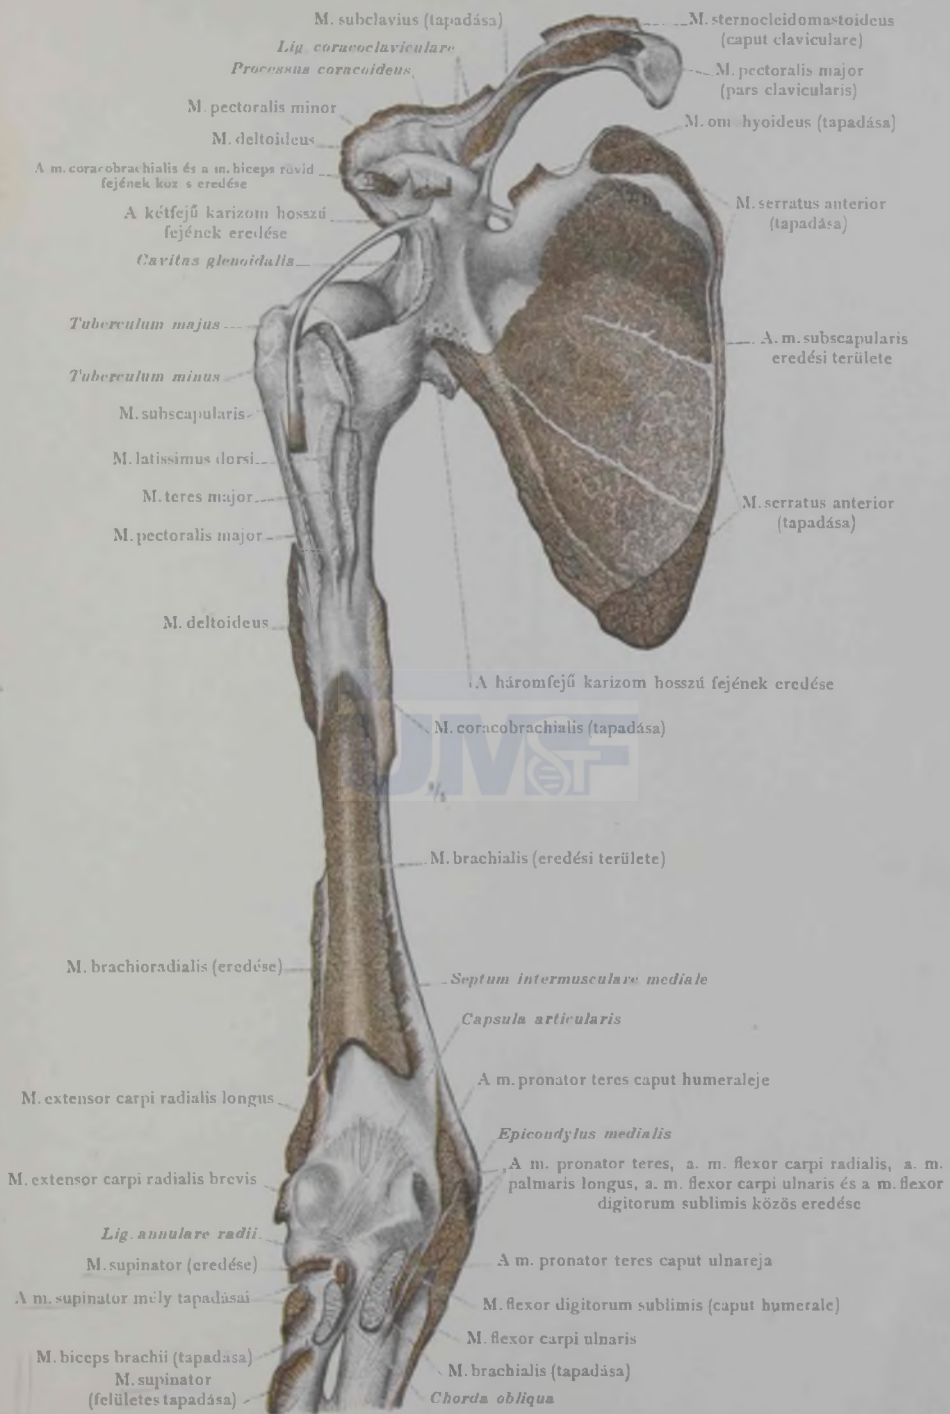 M. subclavius (tapadása)
M. sternocleidomastoideus
(caput claviculare)
Lig. coracoclaviculare
Processus coracoideus
M. pectoralis major
(pars clavicularis)
M. pectoralis minor
M. omohyoideus (tapadása)
M. deltoideus
A m. coracobrachialis és a m. biceps rövid
fejének köz s eredése
M. serratus anterior
(tapadása)
A kétfejű karizom hosszú
fejének eredése
Cavitas glenoidalis
Tuberculum majus
A. m. subscapularis
eredési területe
Tuberculum minus
M. subscapularis
M. latissimus dorsi
M. teres major
M. serratus anterior
(tapadása)
M. pectoralis major
M. deltoideus
A háromfejű karizom hosszú fejének eredése
M. coracobrachialis (tapadása)
UMSFT
M. brachialis (eredési területe)
M. brachioradialis (eredése)
Septum intermusculare mediale
Capsula articularis
A m. pronator teres caput humeraleje
M. extensor carpi radialis longus
Epicondylus medialis
A m. pronator teres, a. m. flexor carpi radialis, a. m.
palmaris longus, a. m. flexor carpi ulnaris és a m. flexor
digitorum sublimis közös eredése
M. extensor carpi radialis brevis
Lig. annulare radii
M. supinator (eredése)
A m. pronator teres caput ulnareja
A m. supinator mély tapadásai
M. flexor digitorum sublimis (caput humerale)
M. flexor carpi ulnaris
M. biceps brachii (tapadása)
M. brachialis (tapadása)
M. supinator
(felületes tapadása)
Chorda obliqua